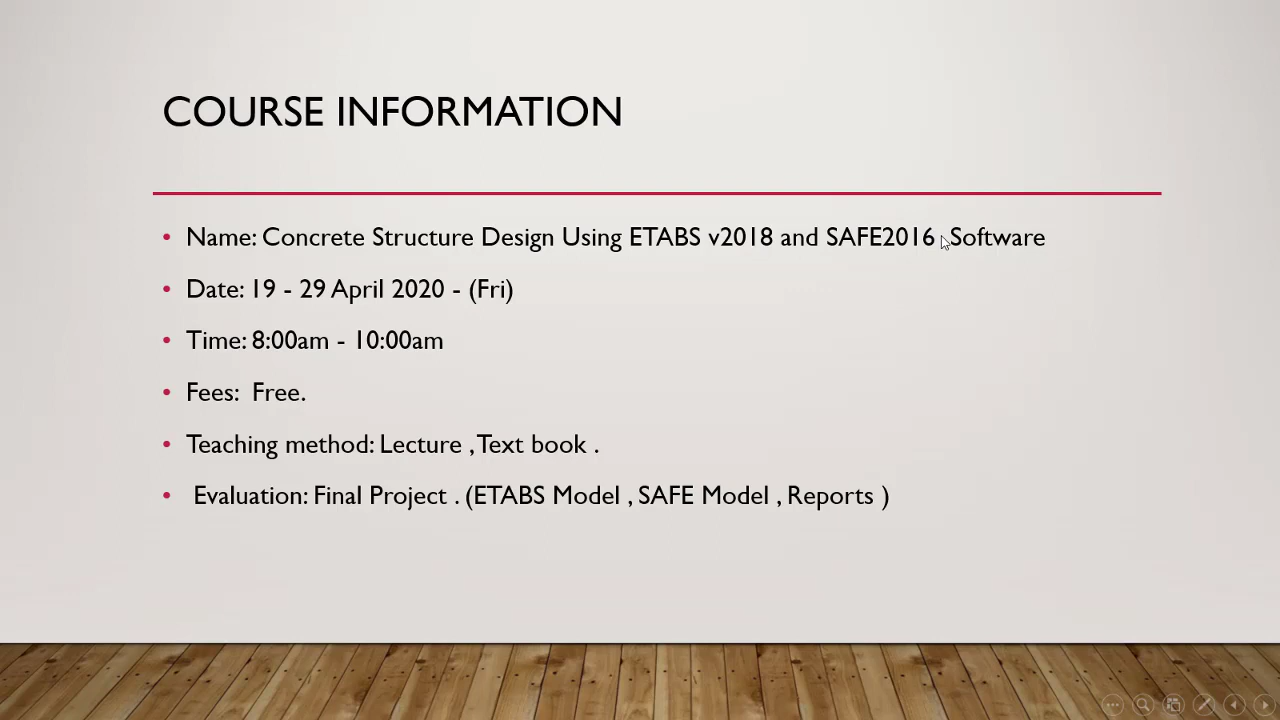 COURSE INFORMATION
• Name: Concrete Structure Design Using ETABS v2018 and SAFE2016 Software
• Date: 19 - 29 April 2020 - (Fri)
• Time: 8:00am - 10:00am
• Fees: Free.
• Teaching method: Lecture , Text book .
• Evaluation: Final Project . (ETABS Model , SAFE Model , Reports )